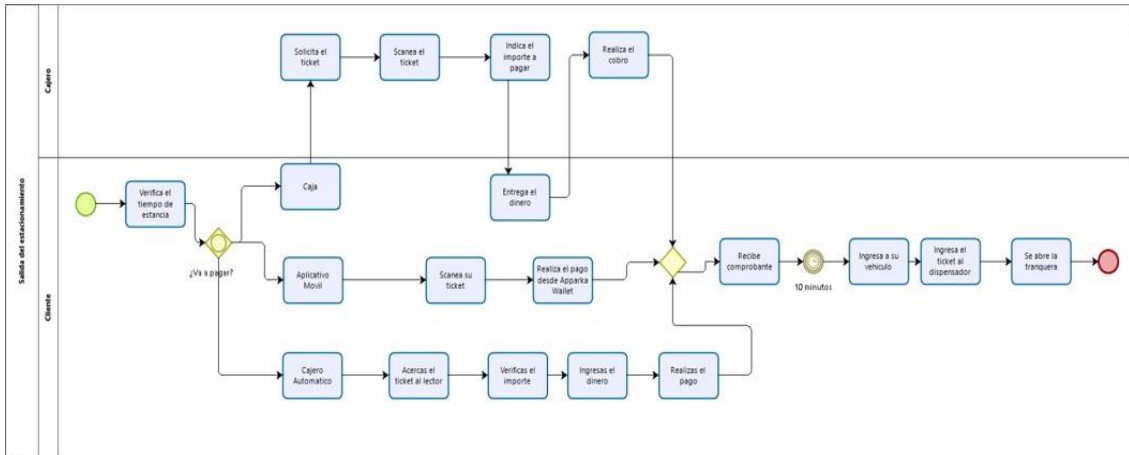 Salida del estacionamiento
Cajero
Solicita el
ticket
Scanea el
ticket
Indica el
importe a
pagar
Realiza el
cobro
Cliente
Verifica el
tiempo de
estancia
¿Va a pagar?
Caja
Entrega el
dinero
Aplicativo
Movil
Scanea su
ticket
Realiza el pago
desde Apparka
Wallet
Cajero
Automatico
Acercas el
ticket al lector
Verificas el
importe
Ingresas el
dinero
Realizas el
pago
Recibe
comprobante
10 minutos
Ingresa a su
vehiculo
Ingresa el
ticket al
dispensador
Se abre la
tranquera